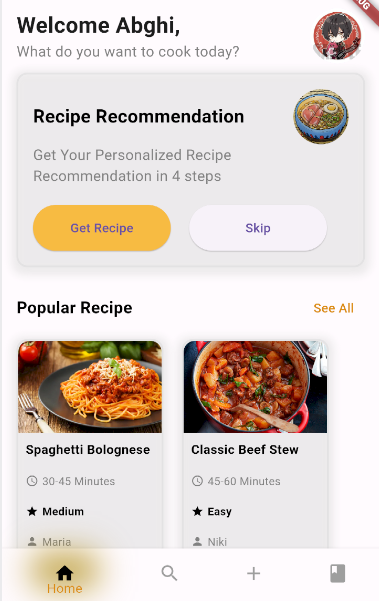 Welcome Abghi,
What do you want to cook today?
Recipe Recommendation
Get Your Personalized Recipe
Recommendation in 4 steps
Get Recipe
Skip
Popular Recipe
See All
Spaghetti Bolognese
Classic Beef Stew
30-45 Minutes
45-60 Minutes
Medium
Easy
Maria
Niki
Home